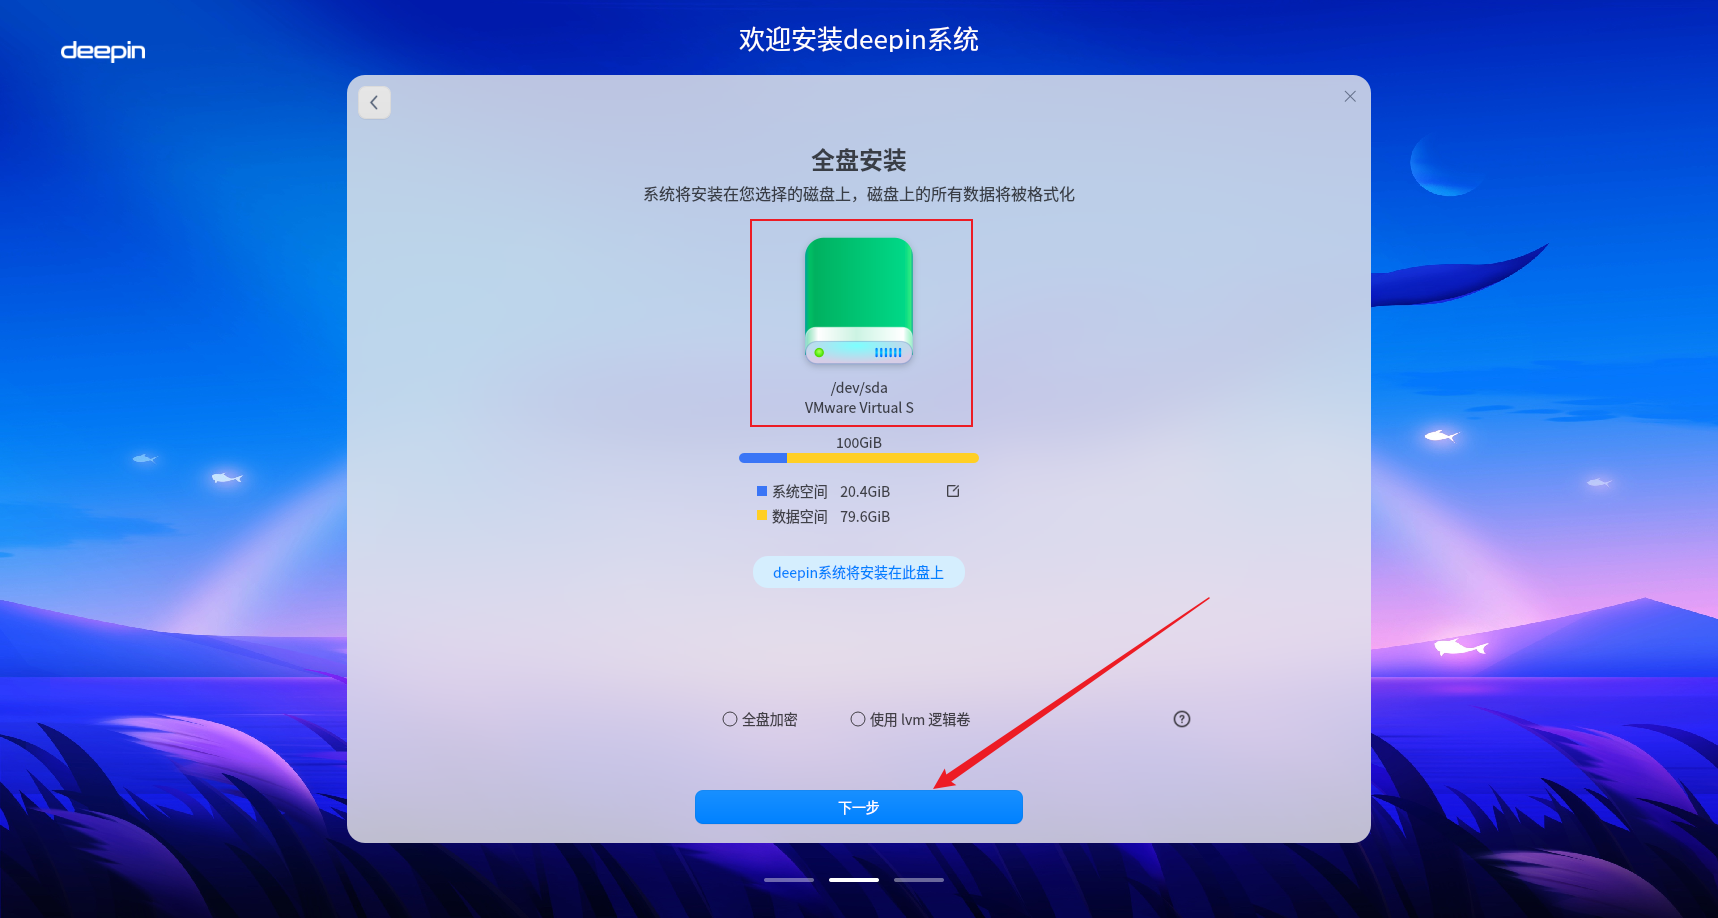 deepin
欢迎安装deepin系统
全盘安装
系统将安装在您选择的磁盘上，磁盘上的所有数据将被格式化
/dev/sda
VMware Virtual S
100GiB
系统空间 20.4GiB
数据空间 79.6GiB
deepin系统将安装在此盘上
全盘加密 使用 lvm 逻辑卷
下一步